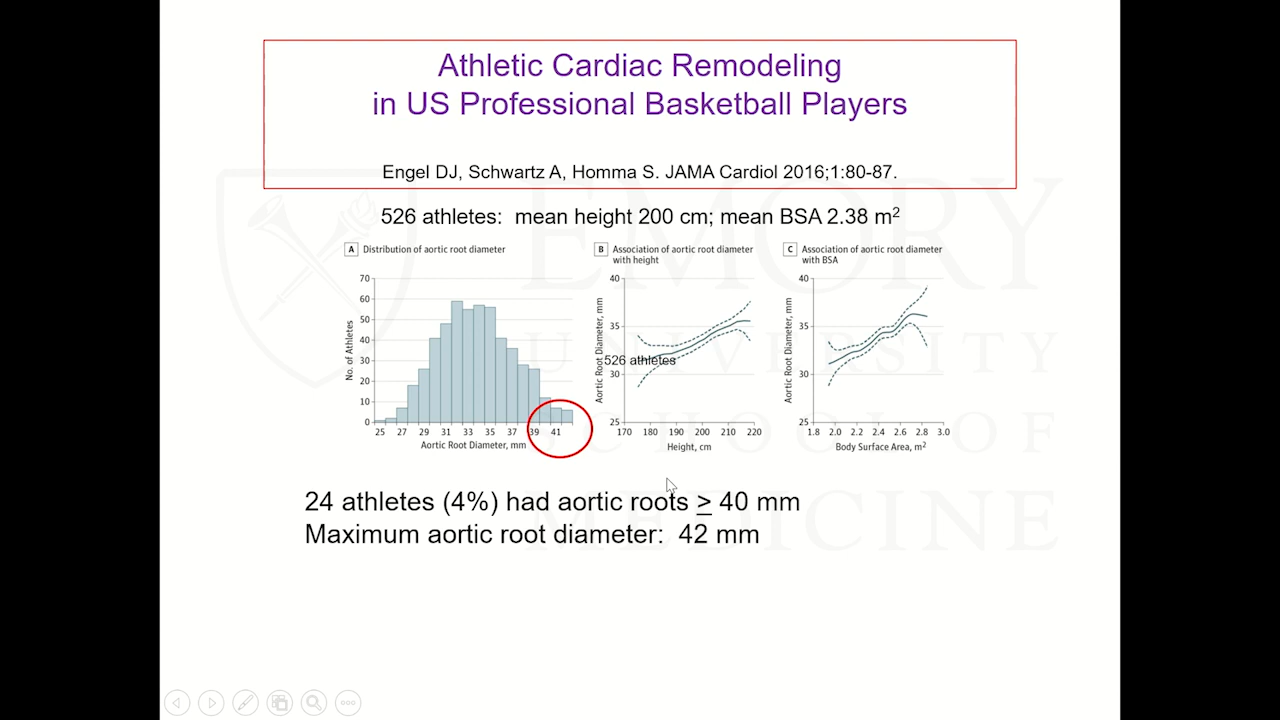 Athletic Cardiac Remodeling
in US Professional Basketball Players
Engel DJ, Schwartz A, Homma S. JAMA Cardiol 2016;1:80-87.
526 athletes: mean height 200 cm; mean BSA 2.38 m²
A Distribution of aortic root diameter
70
60
50
40
30
20
10
0
No. of Athletes
25 27 29 31 33 35 37 39 41
Aortic Root Diameter, mm
B Association of aortic root diameter
with height
40
35
30
25
Aortic Root Diameter, mm
526 athletes
170 180 190 200 210 220
Height, cm
C Association of aortic root diameter
with BSA
40
35
30
25
Aortic Root Diameter, mm
1.8 2.0 2.2 2.4 2.6 2.8 3.0
Body Surface Area, m²
24 athletes (4%) had aortic roots ≥ 40 mm
Maximum aortic root diameter: 42 mm
EMORY
UNIVERSITY
SCHOOL OF
MEDICINE